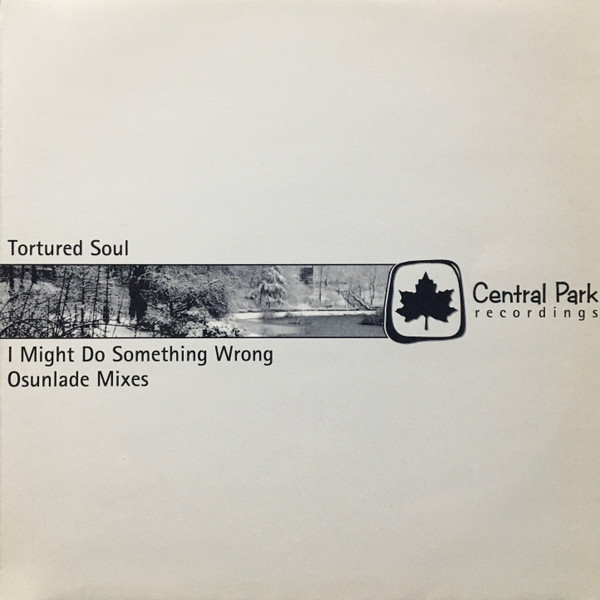 Tortured Soul
Central Park
recordings
I Might Do Something Wrong
Osunlade Mixes